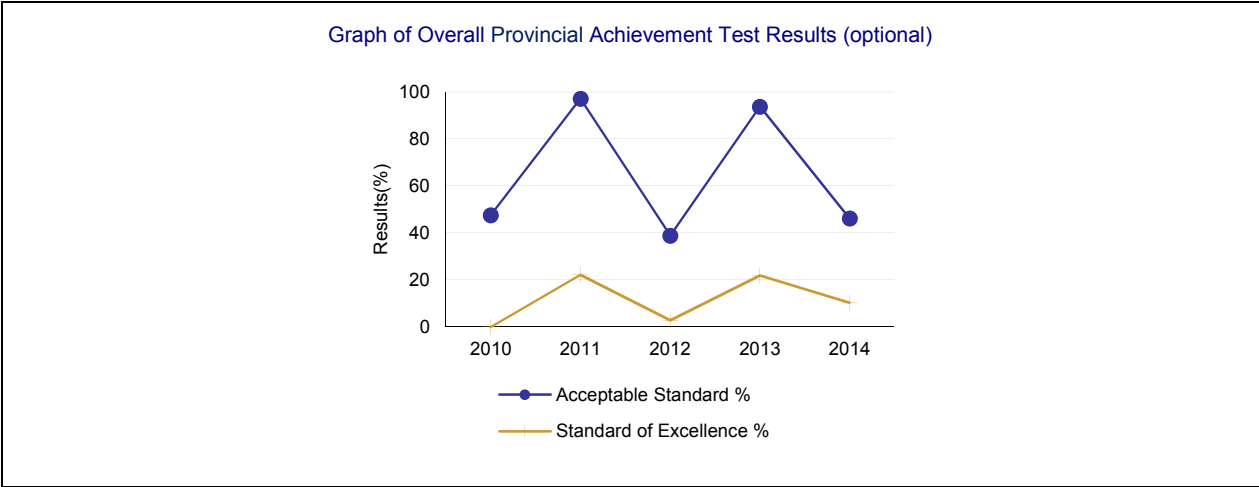 Graph of Overall Provincial Achievement Test Results (optional)
100
80
60
40
20
0
Results(%)
2010 2011 2012 2013 2014
Acceptable Standard %
Standard of Excellence %